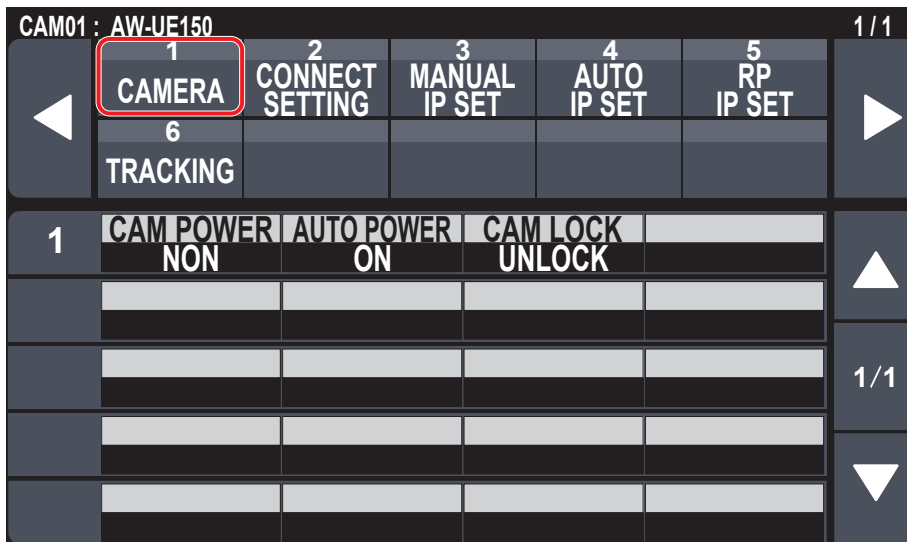 CAM01 : AW-UE150 1 / 1
1 2 3 4 5
CAMERA CONNECT SETTING MANUAL IP SET AUTO IP SET RP IP SET
6
TRACKING
1 CAM POWER AUTO POWER CAM LOCK
NON ON UNLOCK
1/1